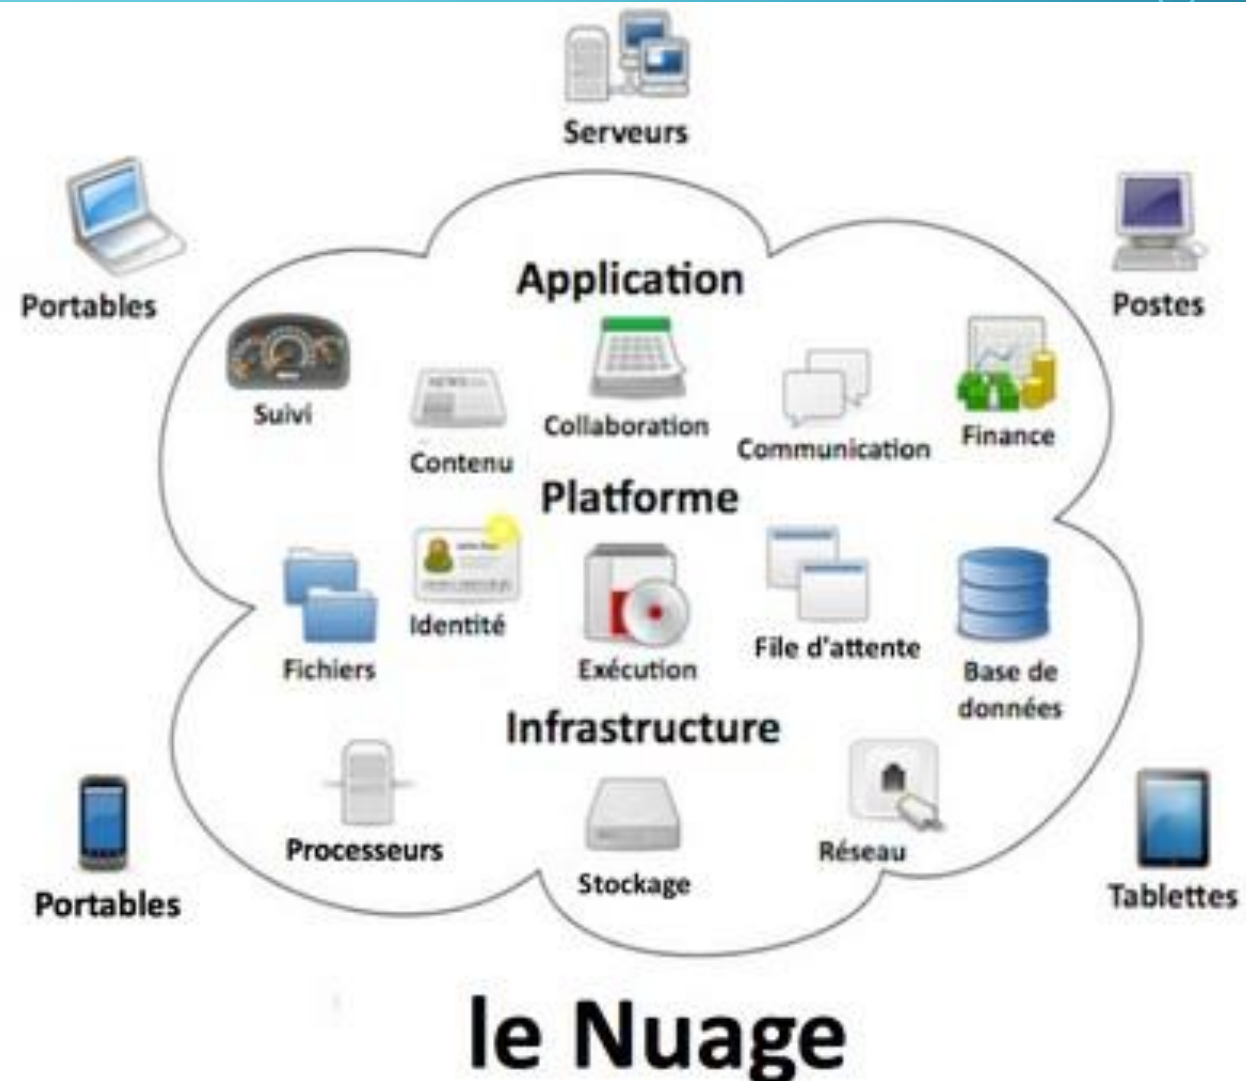 Serveurs
Portables
Postes
Application
Suivi
Contenu
Collaboration
Communication
Finance
Platforme
Fichiers
Identité
Exécution
File d'attente
Base de
données
Infrastructure
Processeurs
Stockage
Réseau
Portables
Tablettes
le Nuage